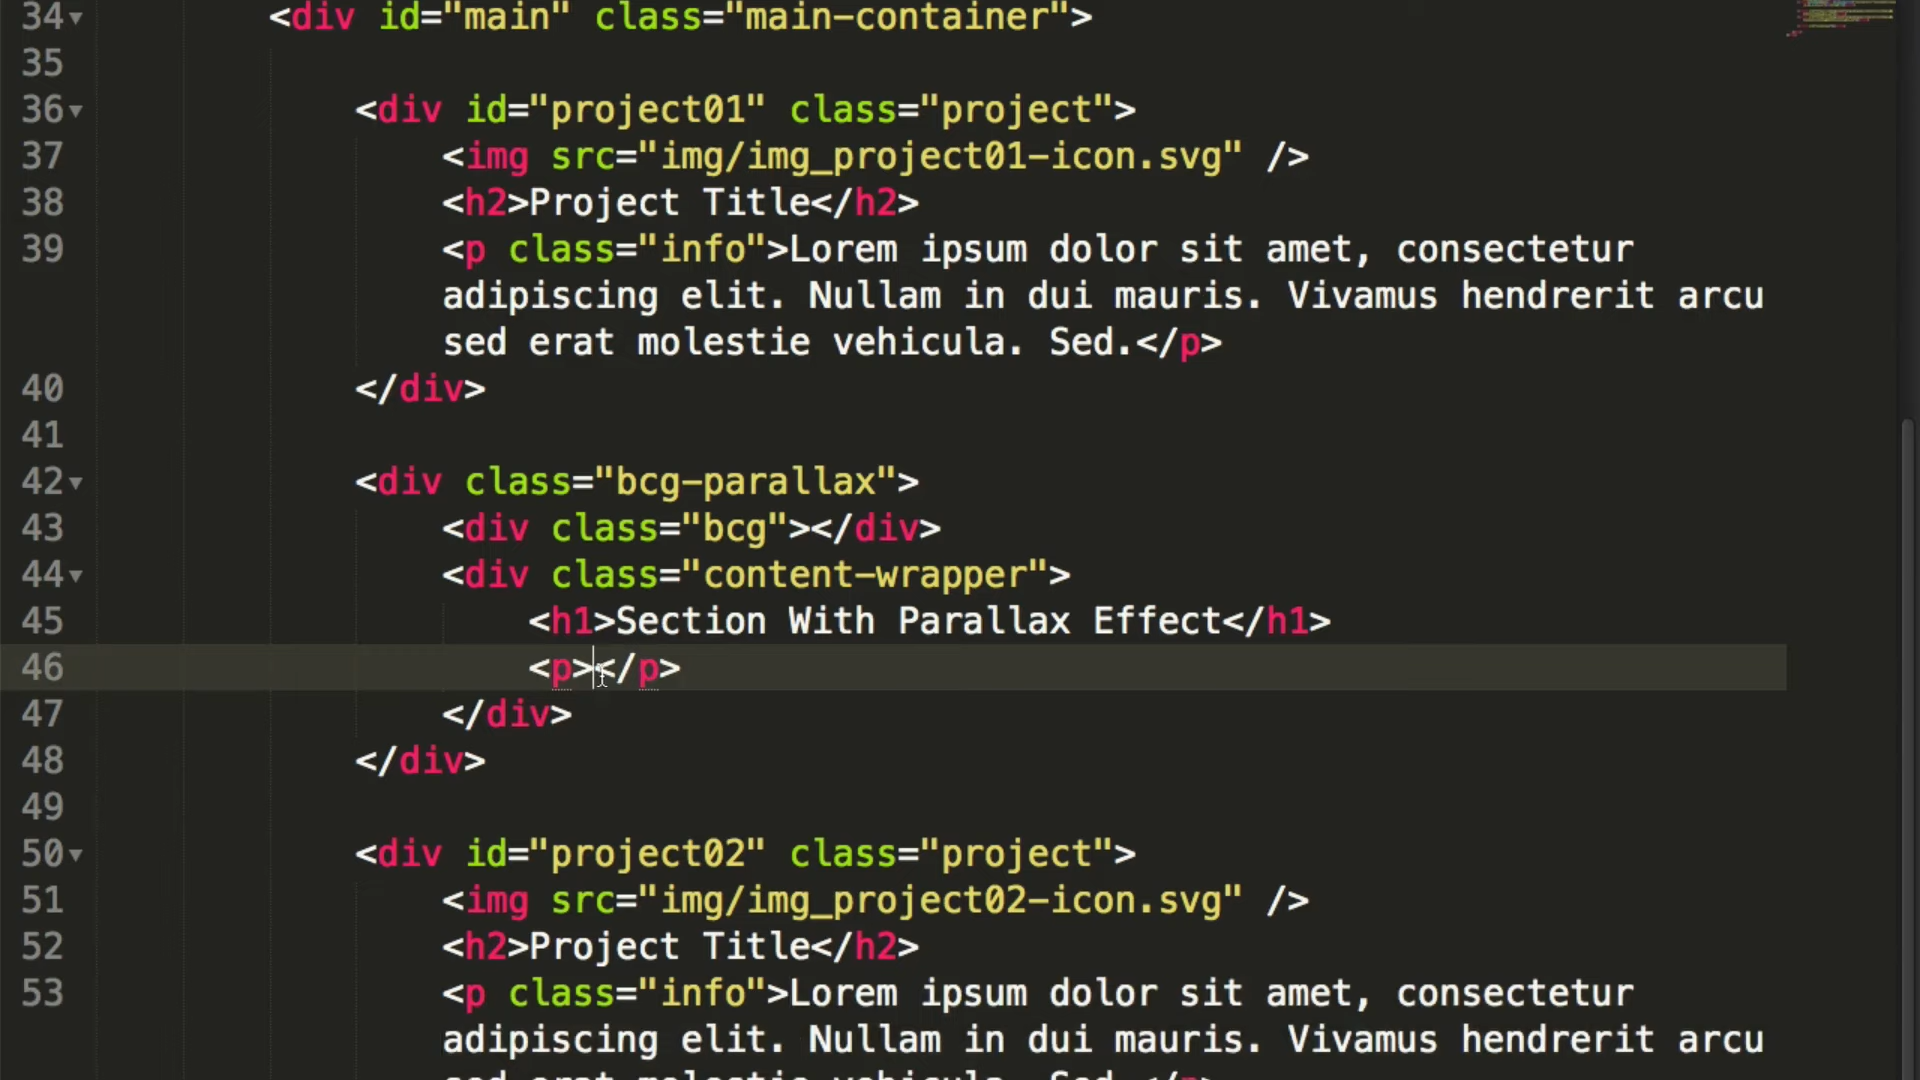 34▼ <div id="main" class="main-container">
35
36▼ <div id="project01" class="project">
37 <img src="img/img_project01-icon.svg" />
38 <h2>Project Title</h2>
39 <p class="info">Lorem ipsum dolor sit amet, consectetur
adipiscing elit. Nullam in dui mauris. Vivamus hendrerit arcu
sed erat molestie vehicula. Sed.</p>
40 </div>
41
42▼ <div class="bcg-parallax">
43 <div class="bcg"></div>
44▼ <div class="content-wrapper">
45 <h1>Section With Parallax Effect</h1>
46 <p></p>
47 </div>
48 </div>
49
50▼ <div id="project02" class="project">
51 <img src="img/img_project02-icon.svg" />
52 <h2>Project Title</h2>
53 <p class="info">Lorem ipsum dolor sit amet, consectetur
adipiscing elit. Nullam in dui mauris. Vivamus hendrerit arcu
sed erat molestie vehicula. Sed.</p>